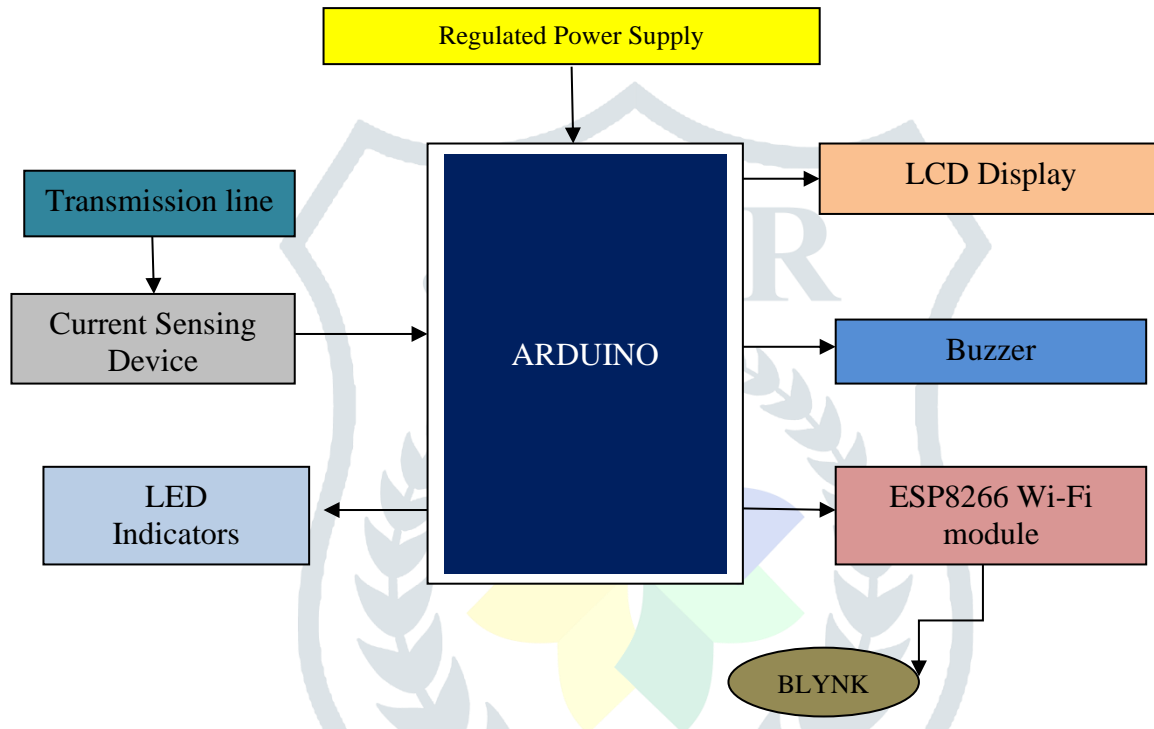 Regulated Power Supply
LCD Display
Transmission line
R
Current Sensing
Device
ARDUINO
Buzzer
LED
Indicators
ESP8266 Wi-Fi
module
BLYNK